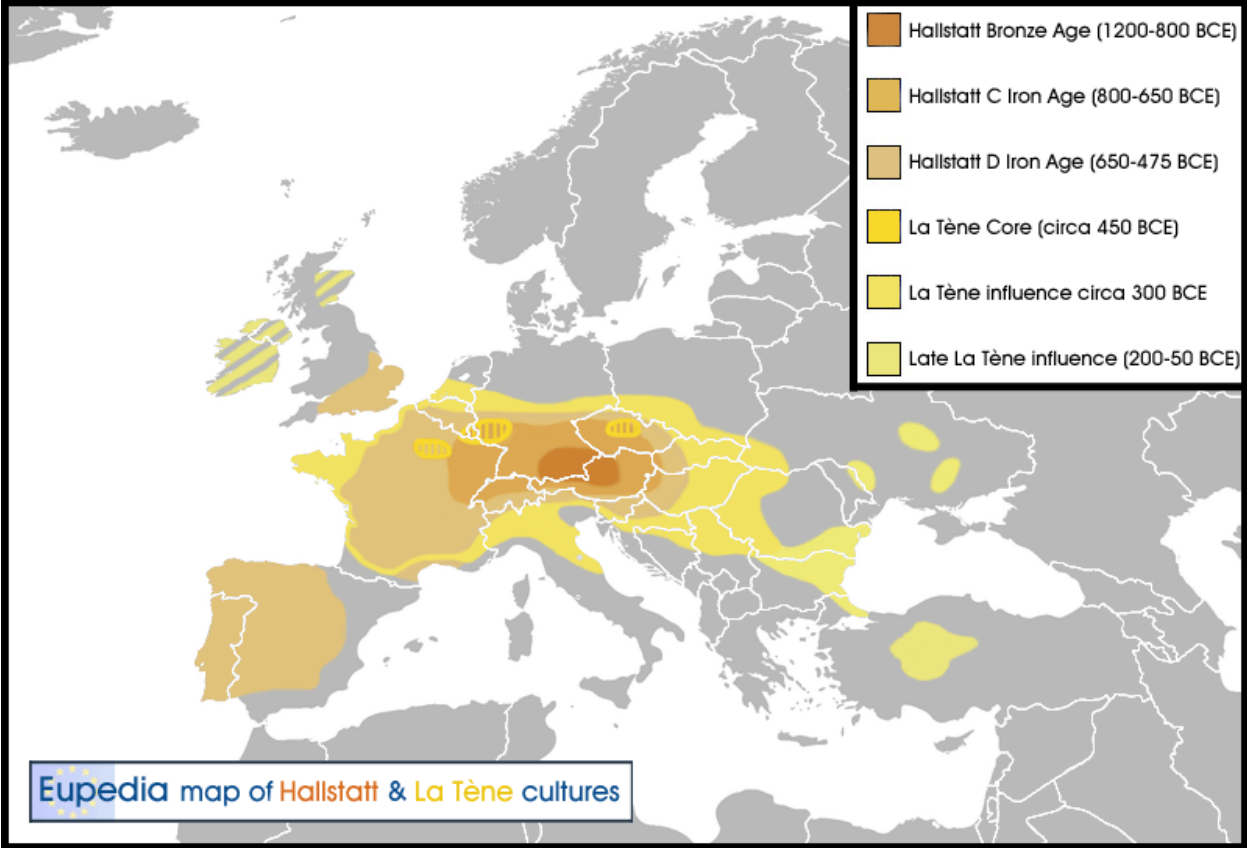 Hallstatt Bronze Age (1200-800 BCE)
Hallstatt C Iron Age (800-650 BCE)
Hallstatt D Iron Age (650-475 BCE)
La Tène Core (circa 450 BCE)
La Tène influence circa 300 BCE
Late La Tène influence (200-50 BCE)
Eupedia map of Hallstatt & La Tène cultures